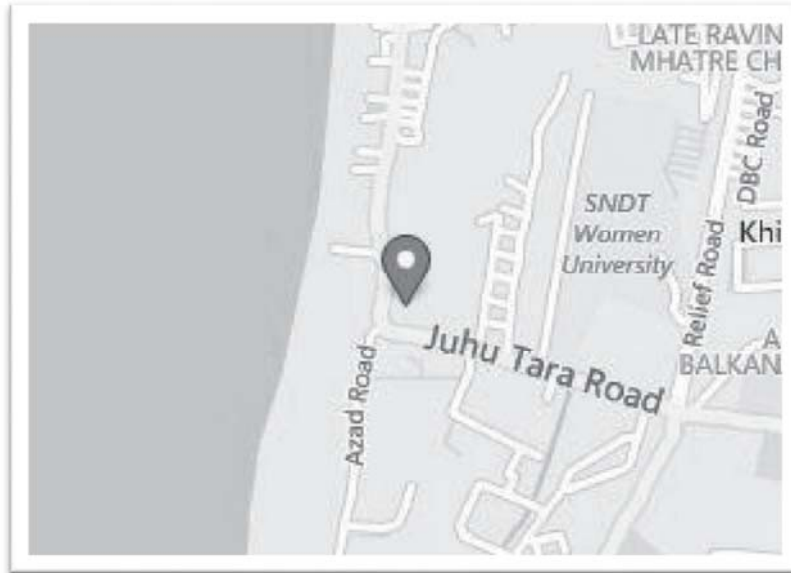 LATE RAVIN
MHATRE CH
DBC Road
SNDT
Women
University
Khi
Relief Road
A
BALKAN
Juhu Tara Road
Azad Road